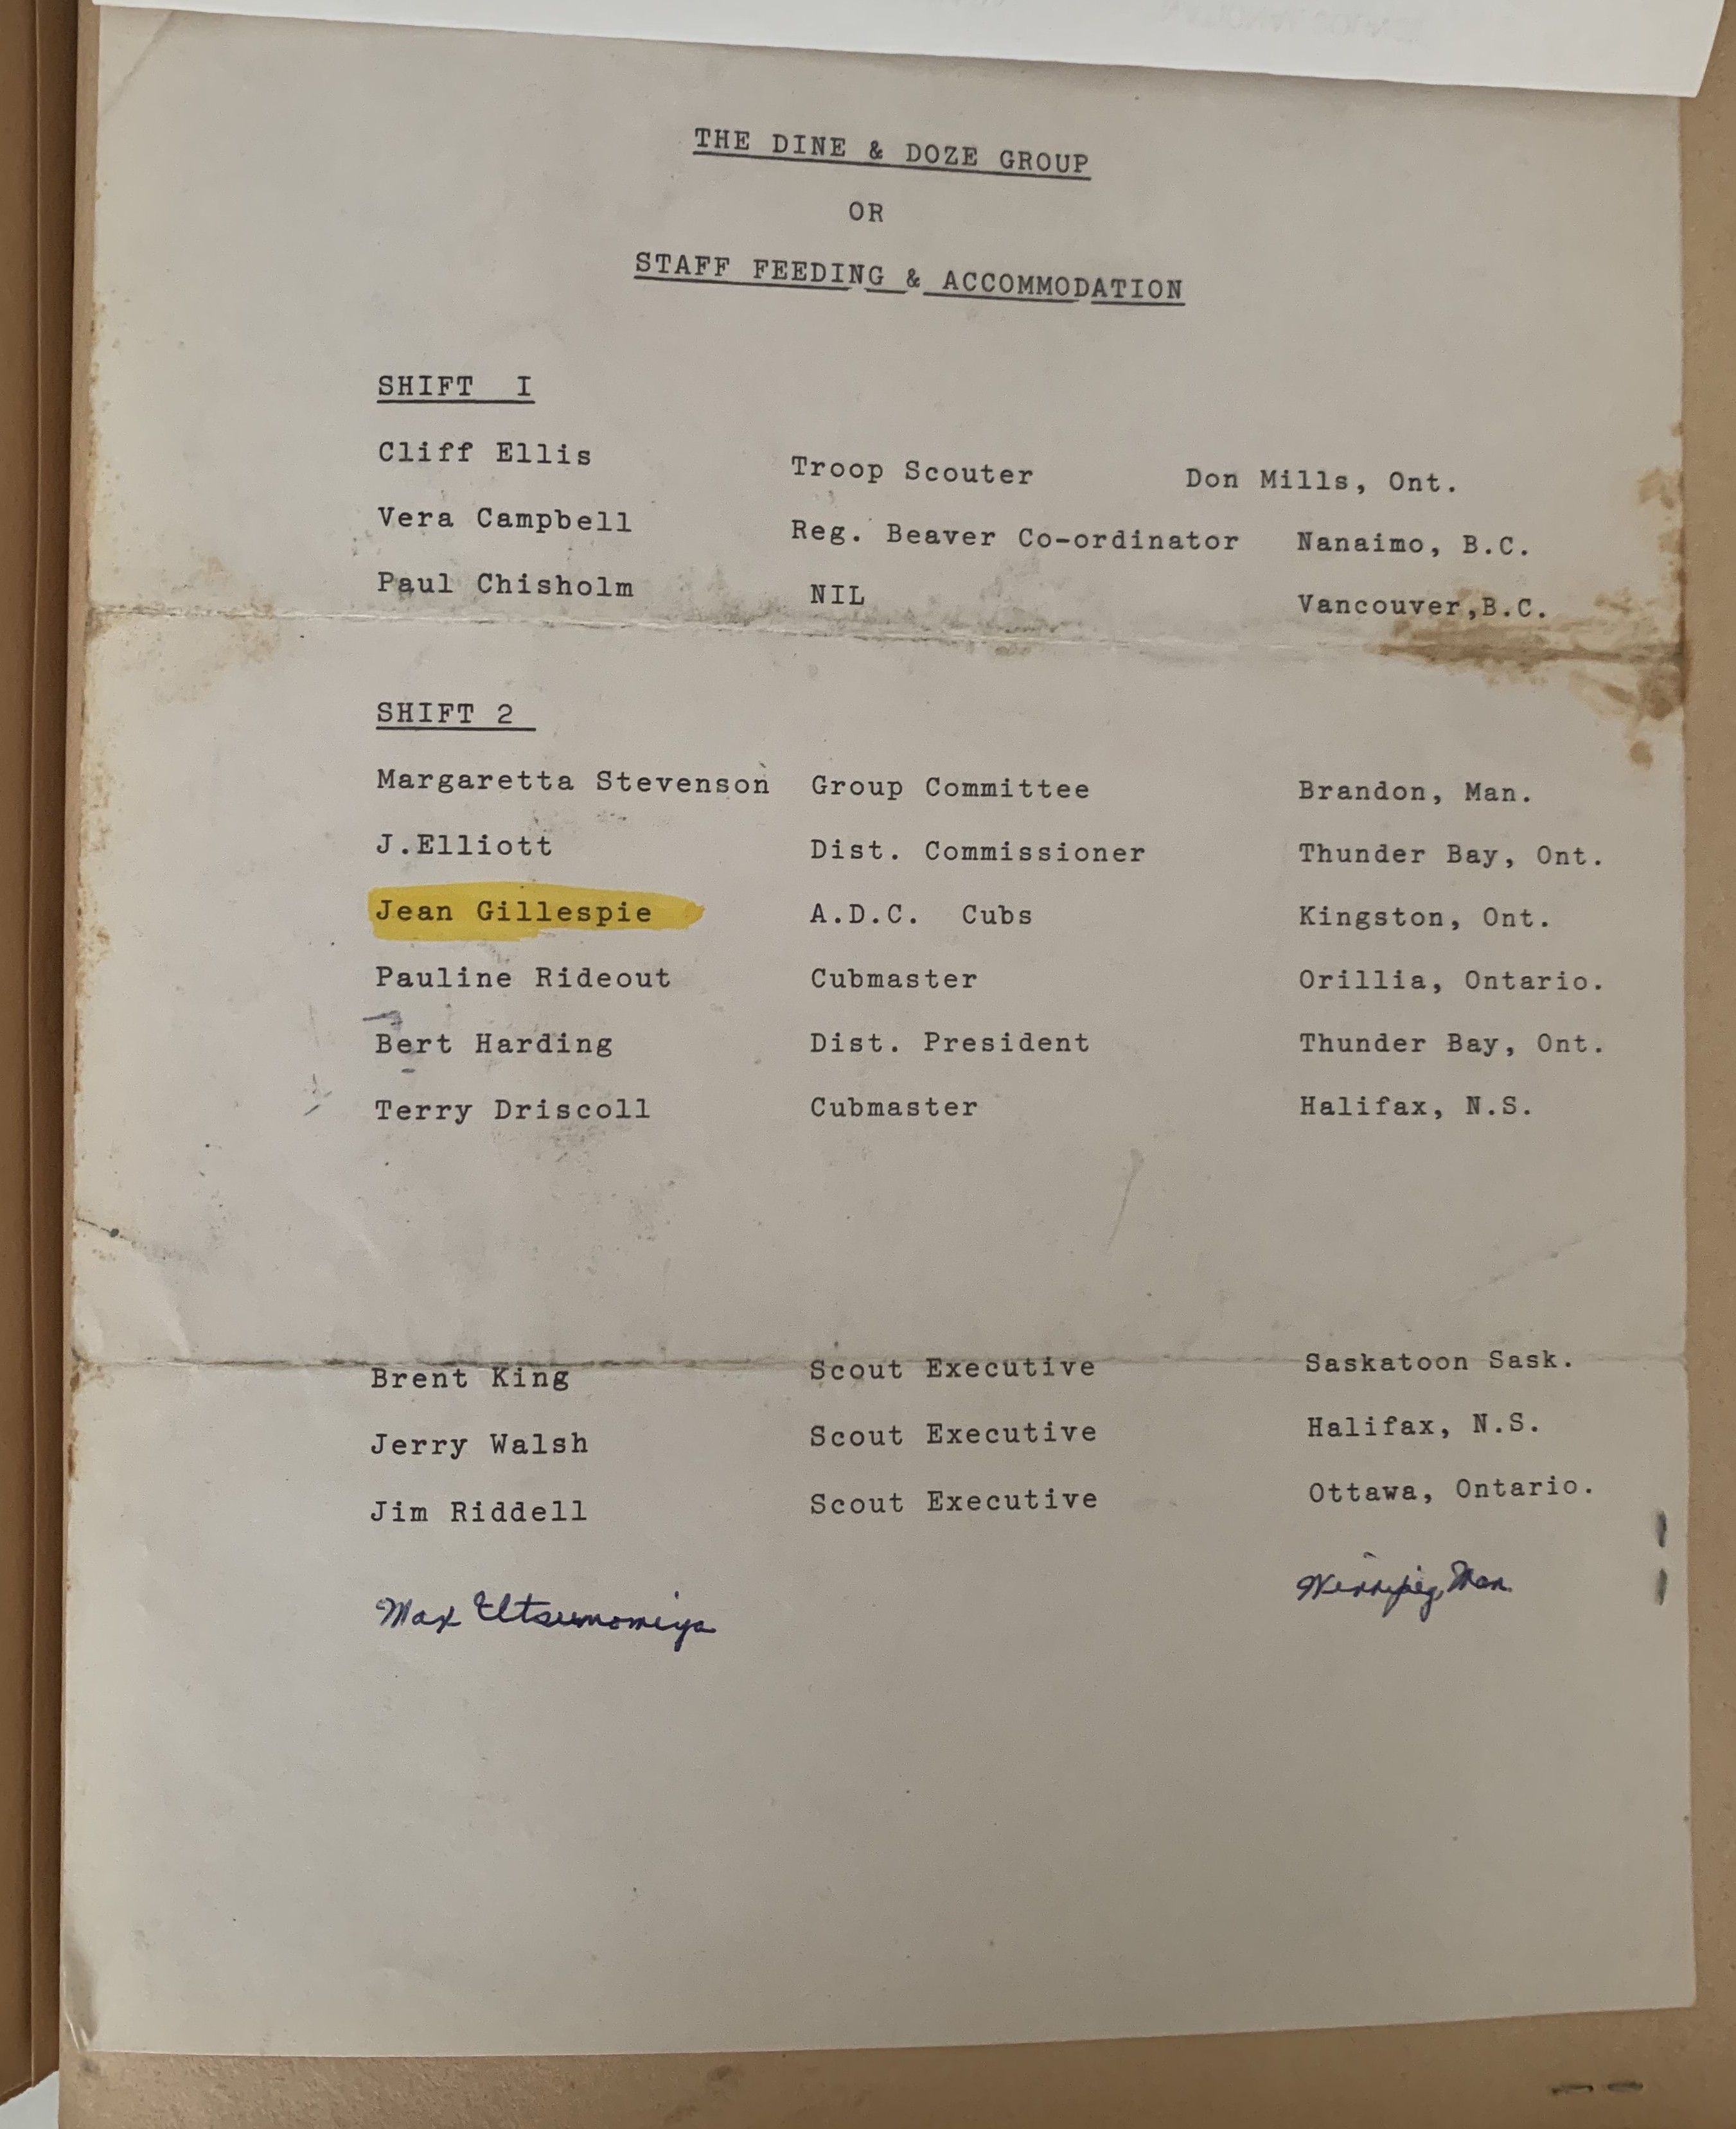 THE DINE & DOZE GROUP
OR
STAFF FEEDING & ACCOMMODATION
SHIFT I
Cliff Ellis Troop Scouter Don Mills, Ont.
Vera Campbell Reg. Beaver Co-ordinator Nanaimo, B.C.
Paul Chisholm NIL Vancouver,B.C.
SHIFT 2
Margaretta Stevenson Group Committee Brandon, Man.
J.Elliott Dist. Commissioner Thunder Bay, Ont.
Jean Gillespie A.D.C. Cubs Kingston, Ont.
Pauline Rideout Cubmaster Orillia, Ontario.
Bert Harding Dist. President Thunder Bay, Ont.
Terry Driscoll Cubmaster Halifax, N.S.
Brent King Scout Executive Saskatoon Sask.
Jerry Walsh Scout Executive Halifax, N.S.
Jim Riddell Scout Executive Ottawa, Ontario.
Max Utsunomiya Winnipeg, Man.